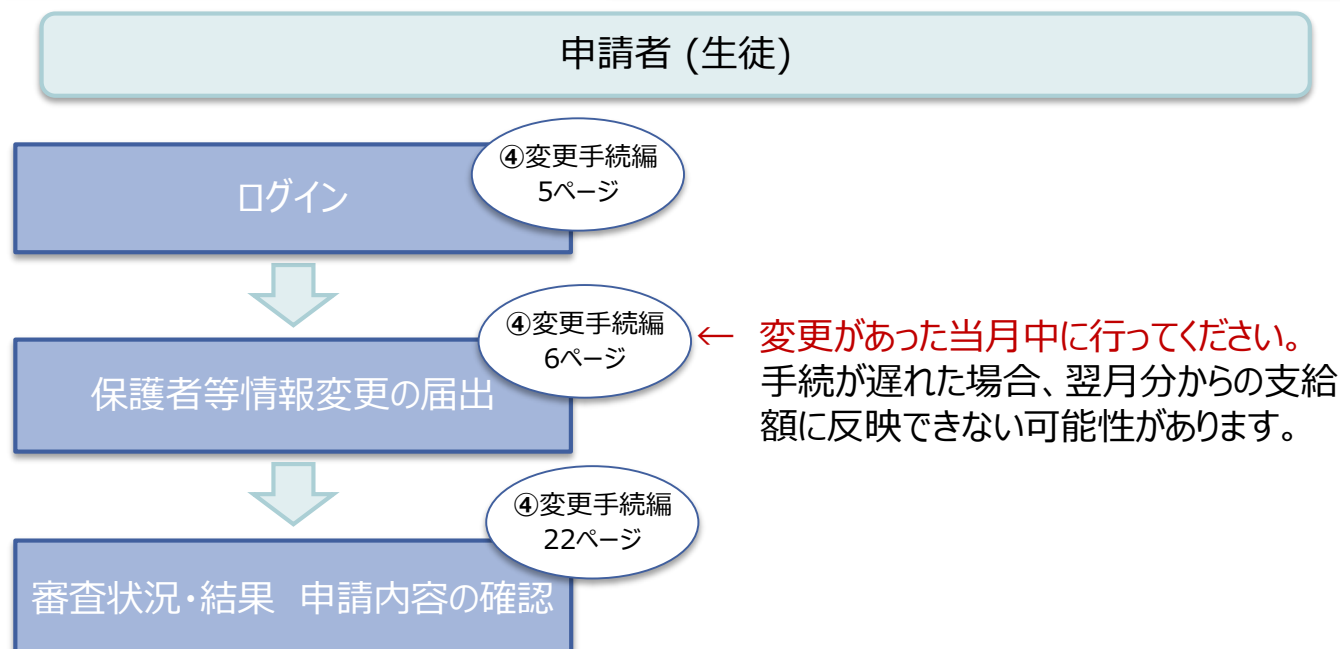 申請者 (生徒)
④変更手続編
5ページ
ログイン
④変更手続編
6ページ
← 変更があった当月中に行ってください。
手続が遅れた場合、翌月分からの支給
額に反映できない可能性があります。
保護者等情報変更の届出
④変更手続編
22ページ
審査状況・結果　申請内容の確認